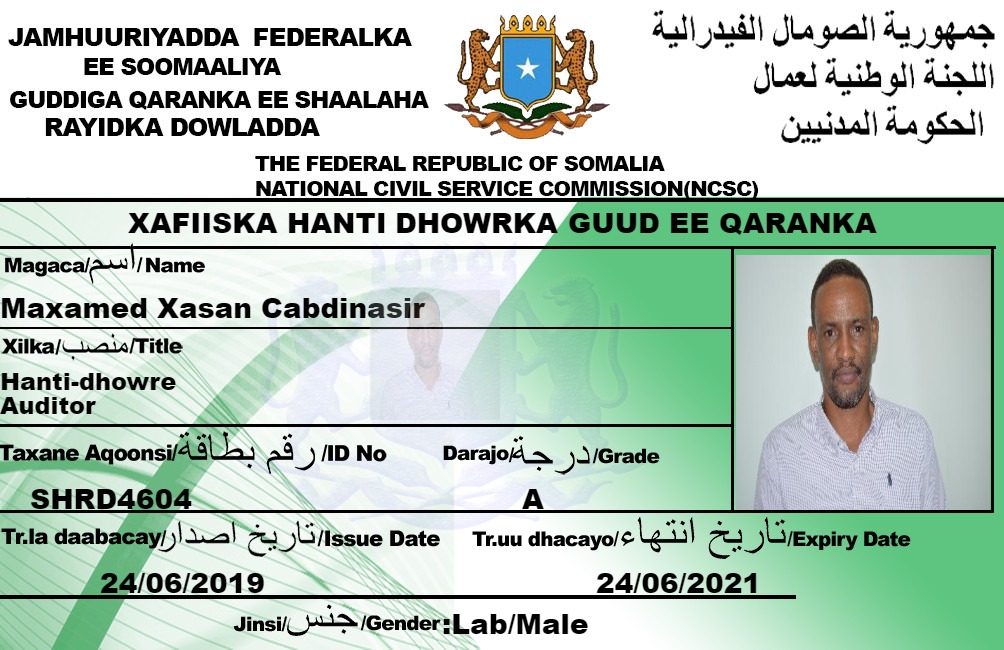 JAMHUURIYADDA FEDERALKA
EE SOOMAALIYA
GUDDIGA QARANKA EE SHAALAHA
RAYIDKA DOWLADDA
جمهورية الصومال الفيدرالية
اللجنة الوطنية لعمال
الحكومة المدنيين
THE FEDERAL REPUBLIC OF SOMALIA
NATIONAL CIVIL SERVICE COMMISSION(NCSC)
XAFIISKA HANTI DHOWRKA GUUD EE QARANKA
Magaca/اسم/Name
Maxamed Xasan Cabdinasir
Xilka/منصب/Title
Hanti-dhowre
Auditor
Taxane Aqoonsi/رقم بطاقة/ID No Darajo/درجة/Grade
SHRD4604 A
Tr.la daabacay/تاريخ اصدار/Issue Date Tr.uu dhacayo/تاريخ انتهاء/Expiry Date
24/06/2019 24/06/2021
Jinsi/جنس/Gender:Lab/Male